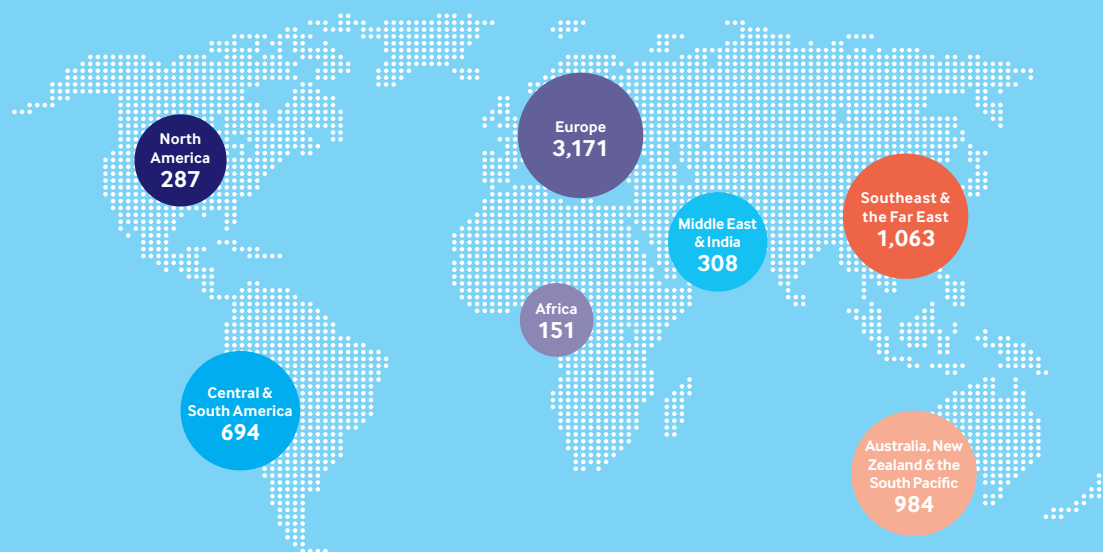 North
America
287
Europe
3,171
Middle East
& India
308
Southeast &
the Far East
1,063
Africa
151
Central &
South America
694
Australia, New
Zealand & the
South Pacific
984